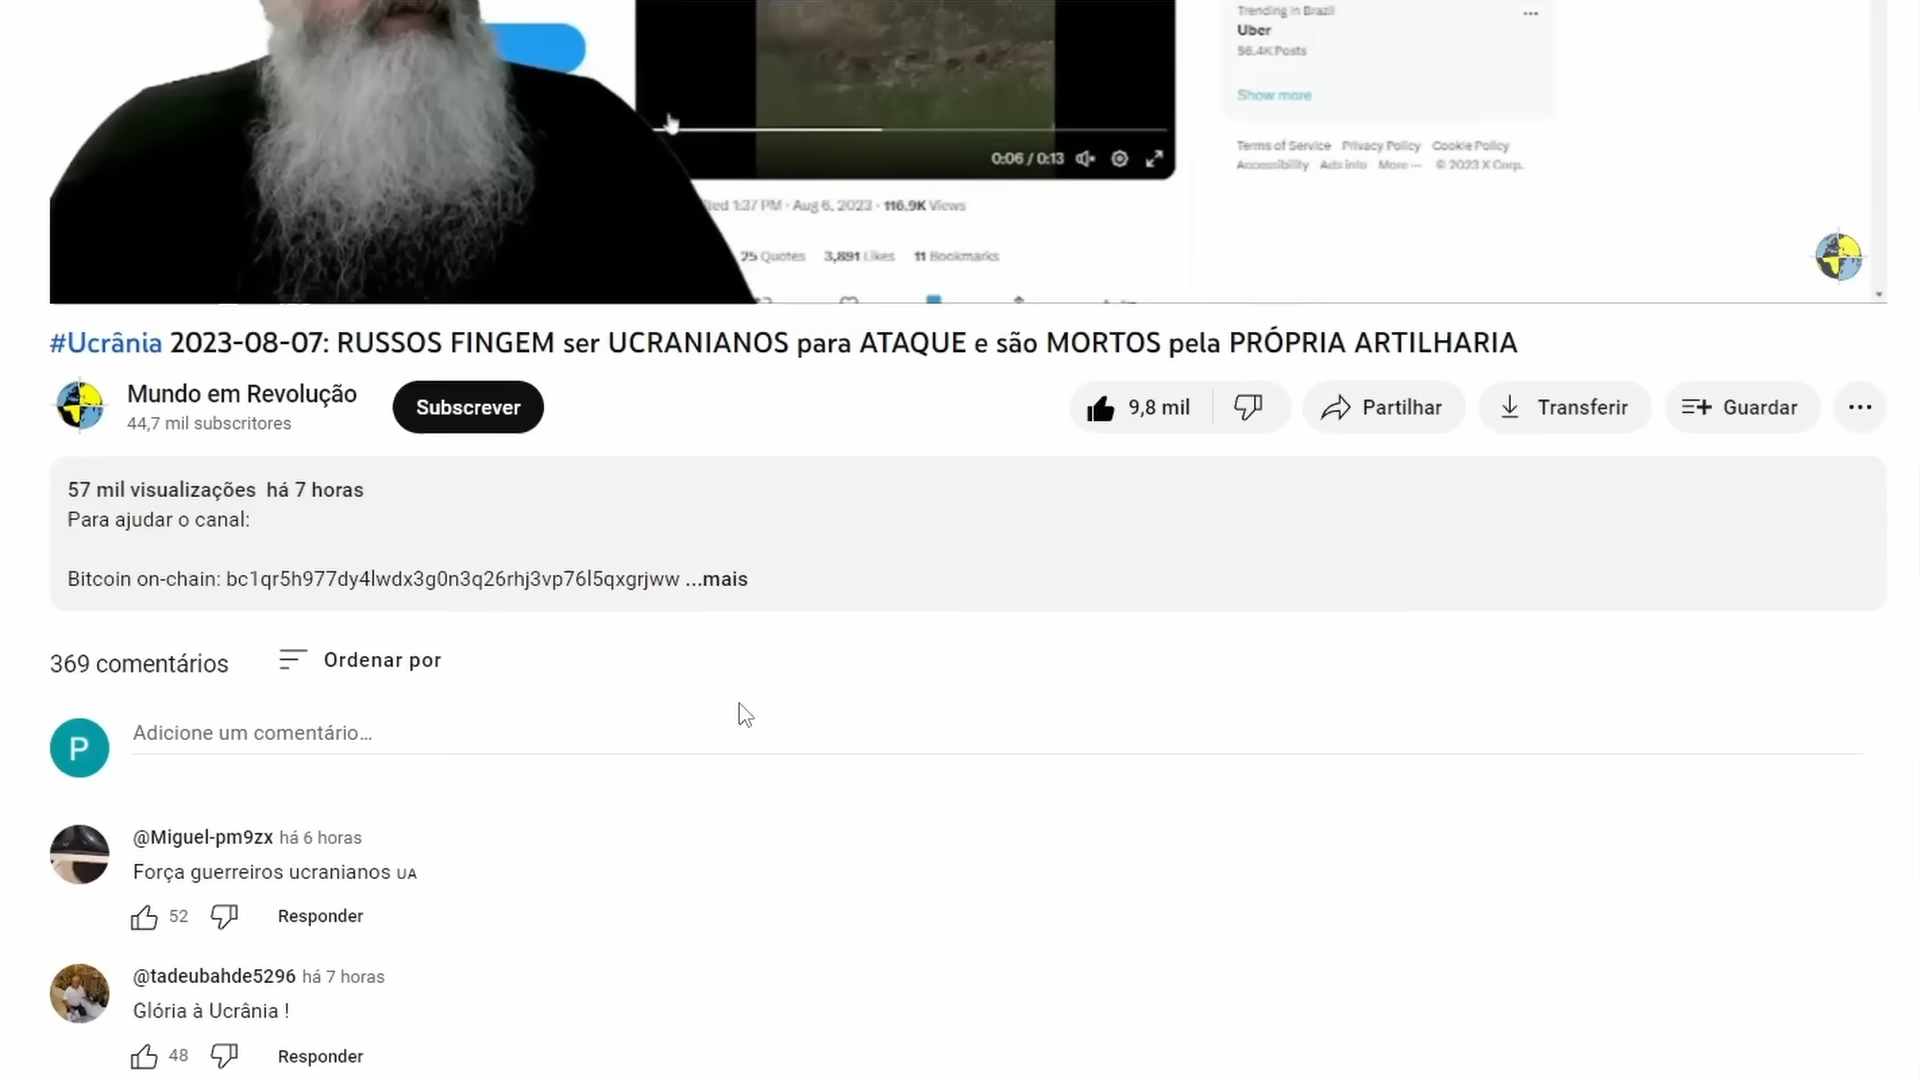 Trending in Brazil
Uber
56.4K Posts
Show more
Terms of Service Privacy Policy Cookie Policy
Accessibility Ads info More ··· © 2023 X Corp.
0:06 / 0:13
1:37 PM · Aug 6, 2023 · 116.9K Views
75 Quotes 3,891 Likes 11 Bookmarks
#Ucrânia 2023-08-07: RUSSOS FINGEM ser UCRANIANOS para ATAQUE e são MORTOS pela PRÓPRIA ARTILHARIA
Mundo em Revolução
44,7 mil subscritores
Subscrever
9,8 mil
Partilhar
Transferir
Guardar
57 mil visualizações há 7 horas
Para ajudar o canal:
Bitcoin on-chain: bc1qr5h977dy4lwdx3g0n3q26rhj3vp76l5qxgrjww ...mais
369 comentários
Ordenar por
P
Adicione um comentário…
@Miguel-pm9zx há 6 horas
Força guerreiros ucranianos UA
52
Responder
@tadeubahde5296 há 7 horas
Glória à Ucrânia !
48
Responder